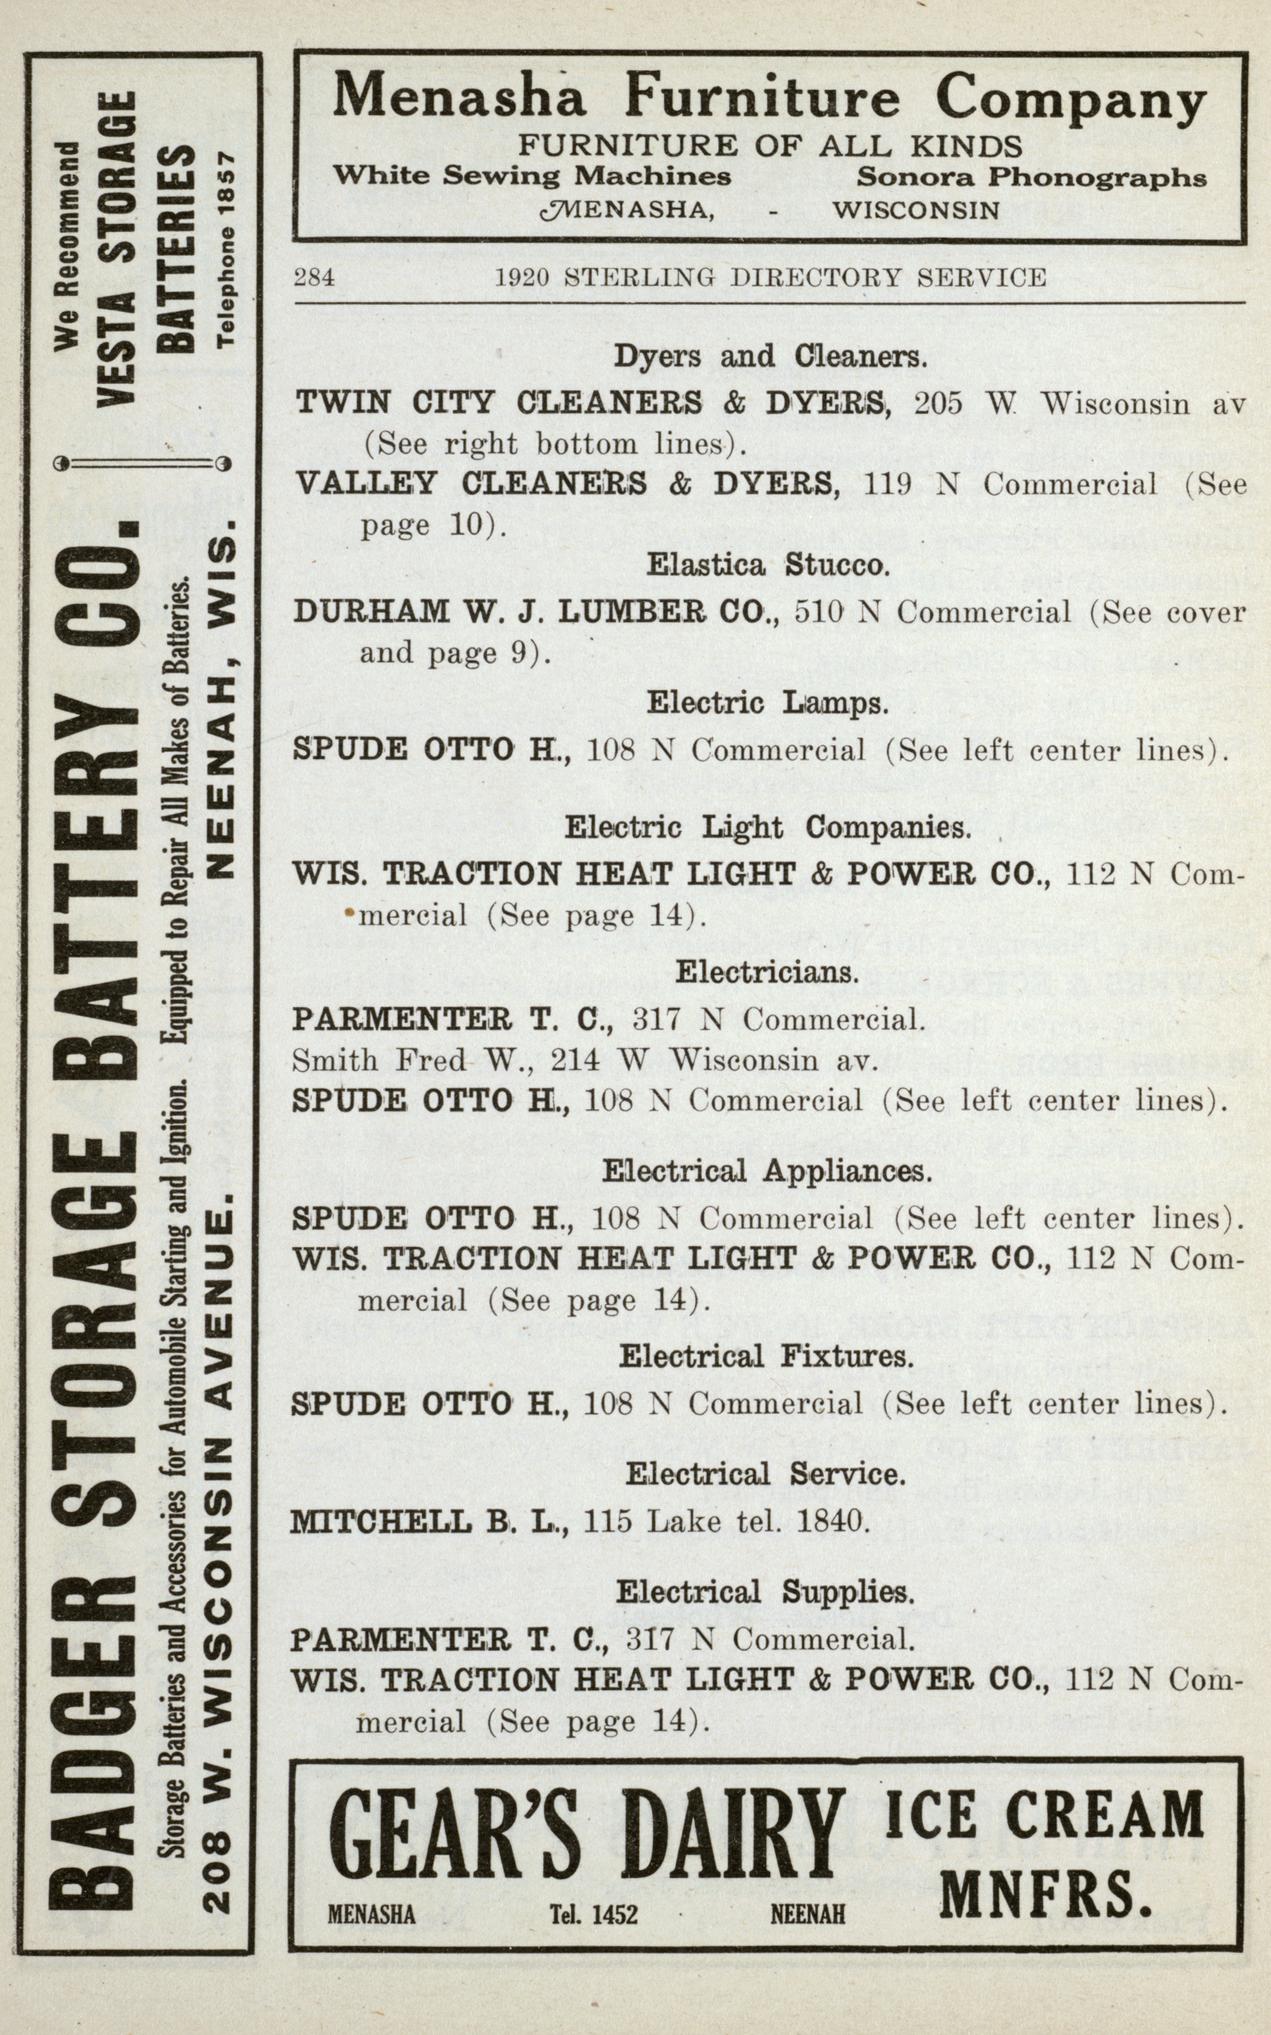 Menasha Furniture Company
FURNITURE OF ALL KINDS
White Sewing Machines Sonora Phonographs
MENASHA, - WISCONSIN
284 1920 STERLING DIRECTORY SERVICE
Dyers and Cleaners.
TWIN CITY CLEANERS & DYERS, 205 W. Wisconsin av
(See right bottom lines).
VALLEY CLEANERS & DYERS, 119 N Commercial (See
page 10).
Elastica Stucco.
DURHAM W. J. LUMBER CO., 510 N Commercial (See cover
and page 9).
Electric Lamps.
SPUDE OTTO H., 108 N Commercial (See left center lines).
Electric Light Companies.
WIS. TRACTION HEAT LIGHT & POWER CO., 112 N Com-
mercial (See page 14).
Electricians.
PARMENTER T. C., 317 N Commercial.
Smith Fred W., 214 W Wisconsin av.
SPUDE OTTO H., 108 N Commercial (See left center lines).
Electrical Appliances.
SPUDE OTTO H., 108 N Commercial (See left center lines).
WIS. TRACTION HEAT LIGHT & POWER CO., 112 N Com-
mercial (See page 14).
Electrical Fixtures.
SPUDE OTTO H., 108 N Commercial (See left center lines).
Electrical Service.
MITCHELL B. L., 115 Lake tel. 1840.
Electrical Supplies.
PARMENTER T. C., 317 N Commercial.
WIS. TRACTION HEAT LIGHT & POWER CO., 112 N Com-
mercial (See page 14).
GEAR'S DAIRY ICE CREAM
MNFRS.
MENASHA Tel. 1452 NEENAH
BADGER STORAGE BATTERY CO.
Storage Batteries and Accessories for Automobile Starting and Ignition. Equipped to Repair All Makes of Batteries.
208 W. WISCONSIN AVENUE. NEENAH, WIS.
We Recommend
VESTA STORAGE
BATTERIES
Telephone 1857